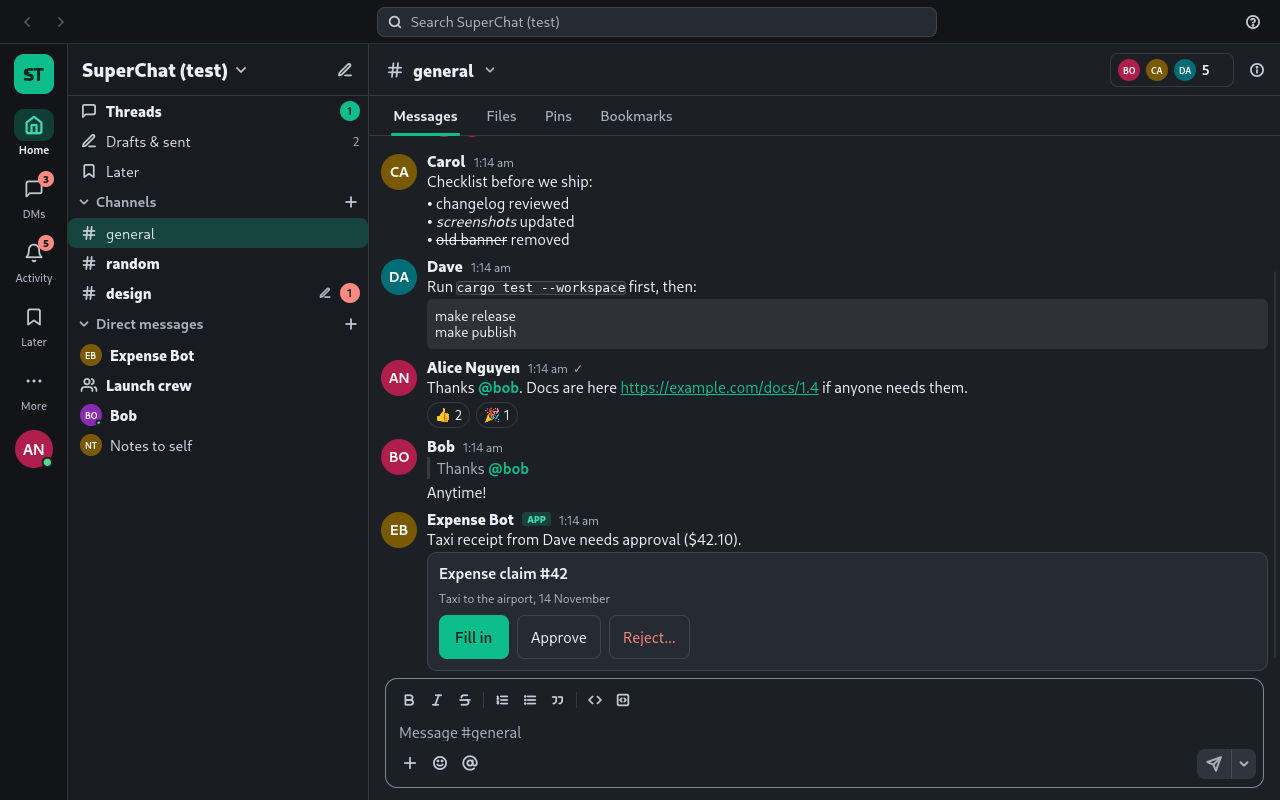 Search SuperChat (test)
ST
Home
3
DMs
5
Activity
Later
More
AN
SuperChat (test)
Threads 1
Drafts & sent 2
Later
Channels
# general
# random
# design 1
Direct messages
EB Expense Bot
Launch crew
BO Bob
NT Notes to self
# general
BO CA DA 5
Messages Files Pins Bookmarks
CA Carol 1:14 am
Checklist before we ship:
• changelog reviewed
• screenshots updated
• old banner removed
DA Dave 1:14 am
Run cargo test --workspace first, then:
make release
make publish
AN Alice Nguyen 1:14 am ✓
Thanks @bob. Docs are here https://example.com/docs/1.4 if anyone needs them.
👍 2 🎉 1
BO Bob 1:14 am
Thanks @bob
Anytime!
EB Expense Bot APP 1:14 am
Taxi receipt from Dave needs approval ($42.10).
Expense claim #42
Taxi to the airport, 14 November
Fill in Approve Reject...
B I S
Message #general